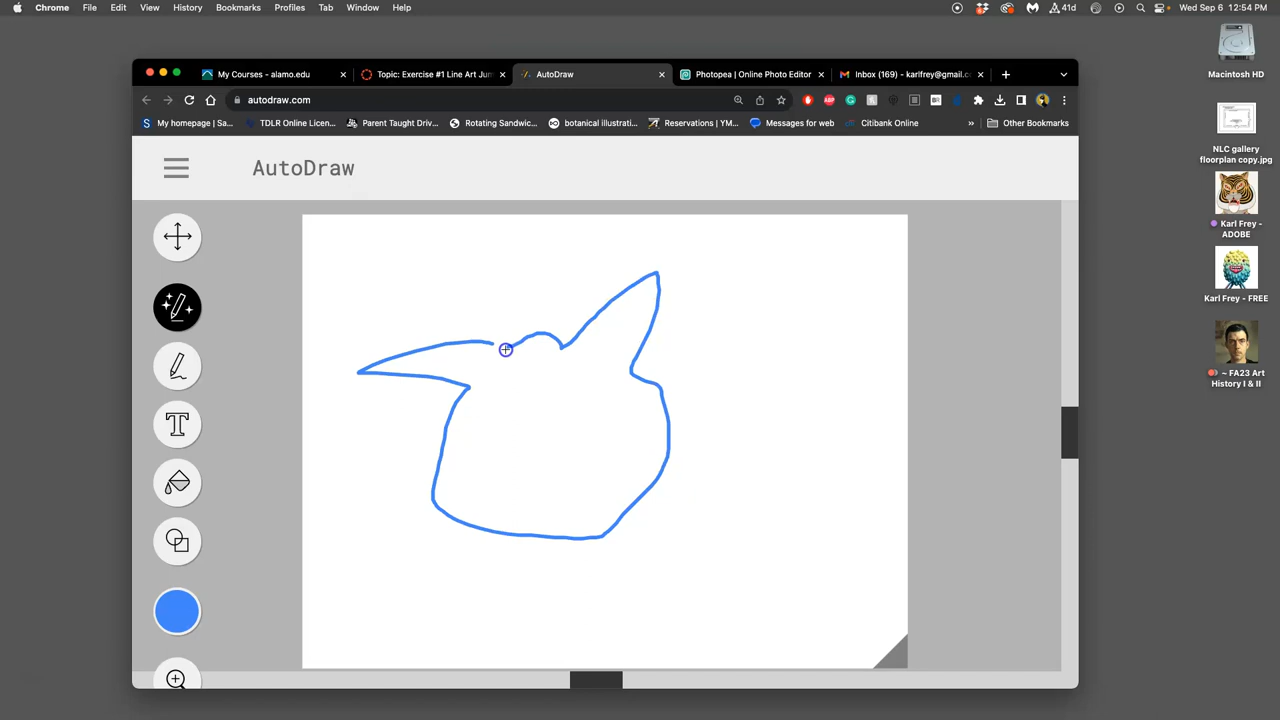 Chrome File Edit View History Bookmarks Profiles Tab Window Help 41d Wed Sep 6 12:54 PM
Macintosh HD
My Courses - alamo.edu Topic: Exercise #1 Line Art Jum AutoDraw Photopea | Online Photo Editor Inbox (169) - karlfrey@gmail.c
autodraw.com
My homepage | Sa... TDLR Online Licen... Parent Taught Driv... Rotating Sandwic... botanical illustrati... Reservations | YM... Messages for web Citibank Online » Other Bookmarks
AutoDraw
NLC gallery
floorplan copy.jpg
Karl Frey -
ADOBE
Karl Frey - FREE
~ FA23 Art
History I & II
T